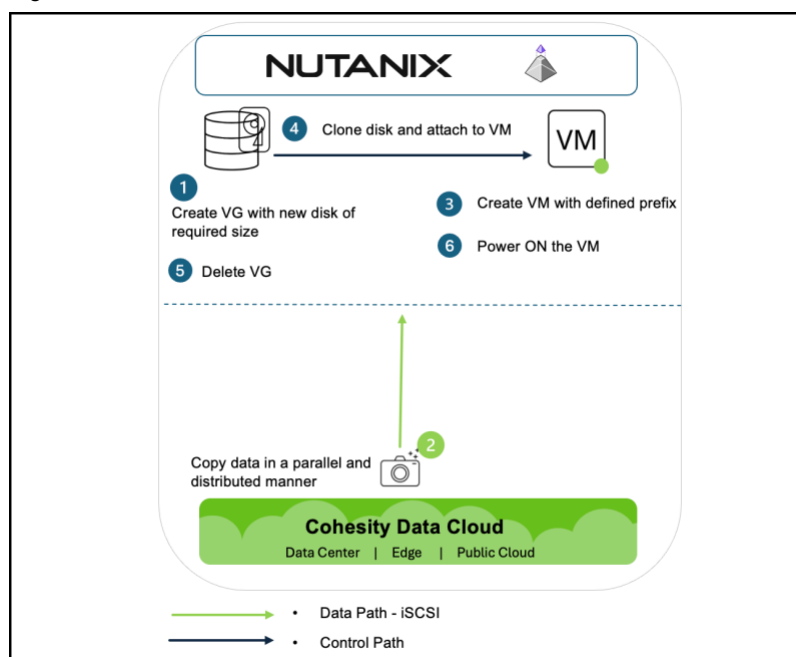 NUTANIX
4 Clone disk and attach to VM
VM
1
Create VG with new disk of
required size
3 Create VM with defined prefix
6 Power ON the VM
5 Delete VG
2
Copy data in a parallel and
distributed manner
Cohesity Data Cloud
Data Center | Edge | Public Cloud
• Data Path - iSCSI
• Control Path